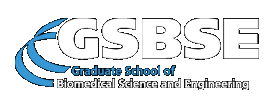 GSBSE
Graduate School of
Biomedical Science and Engineering